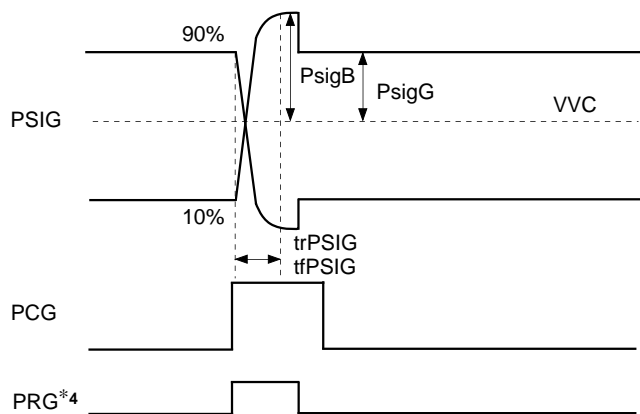 90%
PsigB
PsigG
VVC
PSIG
10%
trPSIG
tfPSIG
PCG
PRG*4